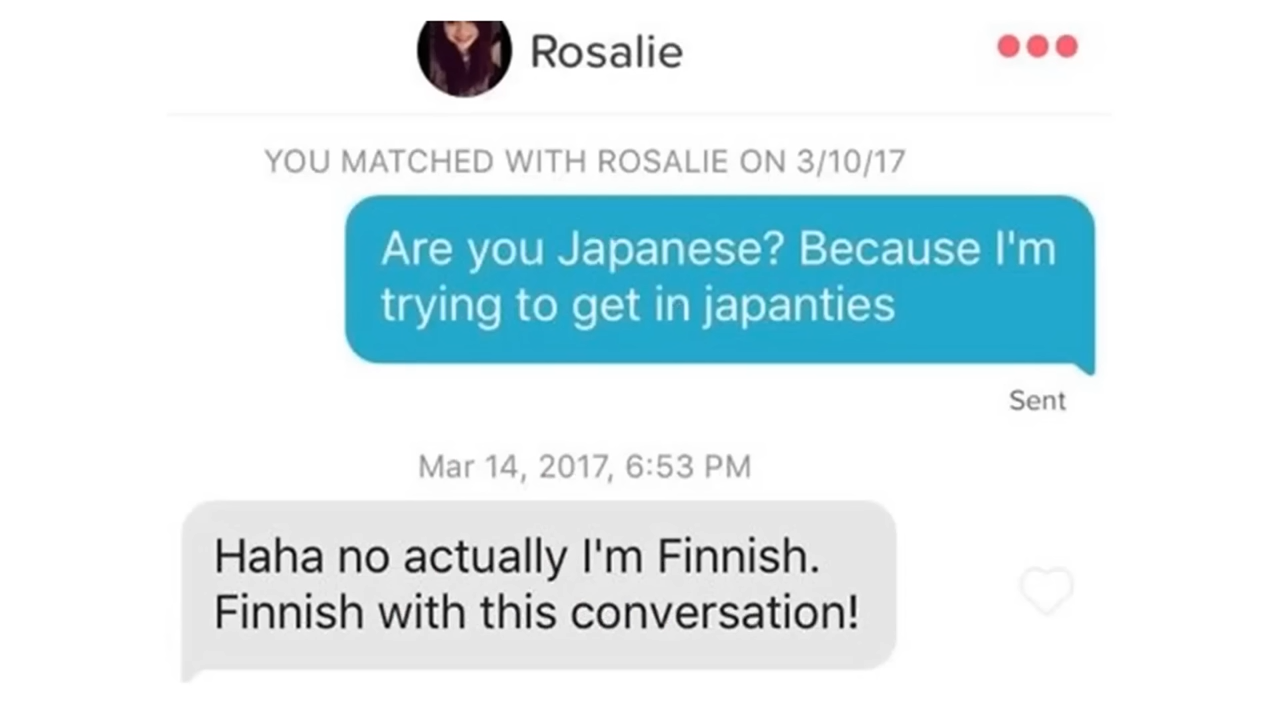 Rosalie
YOU MATCHED WITH ROSALIE ON 3/10/17
Are you Japanese? Because I'm
trying to get in japanties
Sent
Mar 14, 2017, 6:53 PM
Haha no actually I'm Finnish.
Finnish with this conversation!